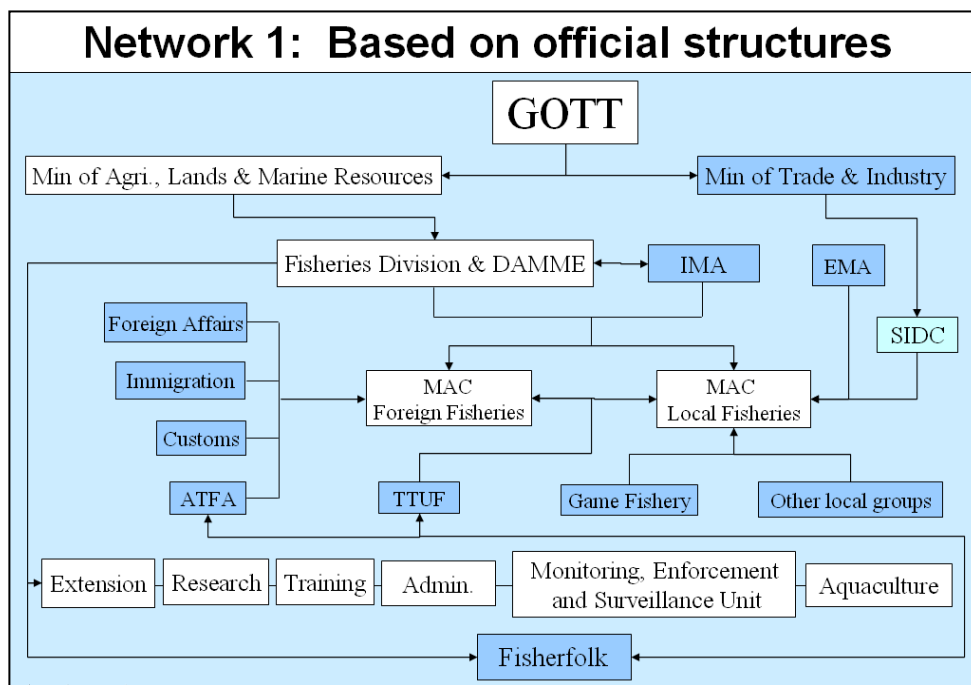 Network 1:  Based on official structures
GOTT
Min of Agri., Lands & Marine Resources
Min of Trade & Industry
Fisheries Division & DAMME
IMA
EMA
Foreign Affairs
SIDC
Immigration
MAC
Foreign Fisheries
MAC
Local Fisheries
Customs
ATFA
TTUF
Game Fishery
Other local groups
Extension
Research
Training
Admin.
Monitoring, Enforcement
and Surveillance Unit
Aquaculture
Fisherfolk